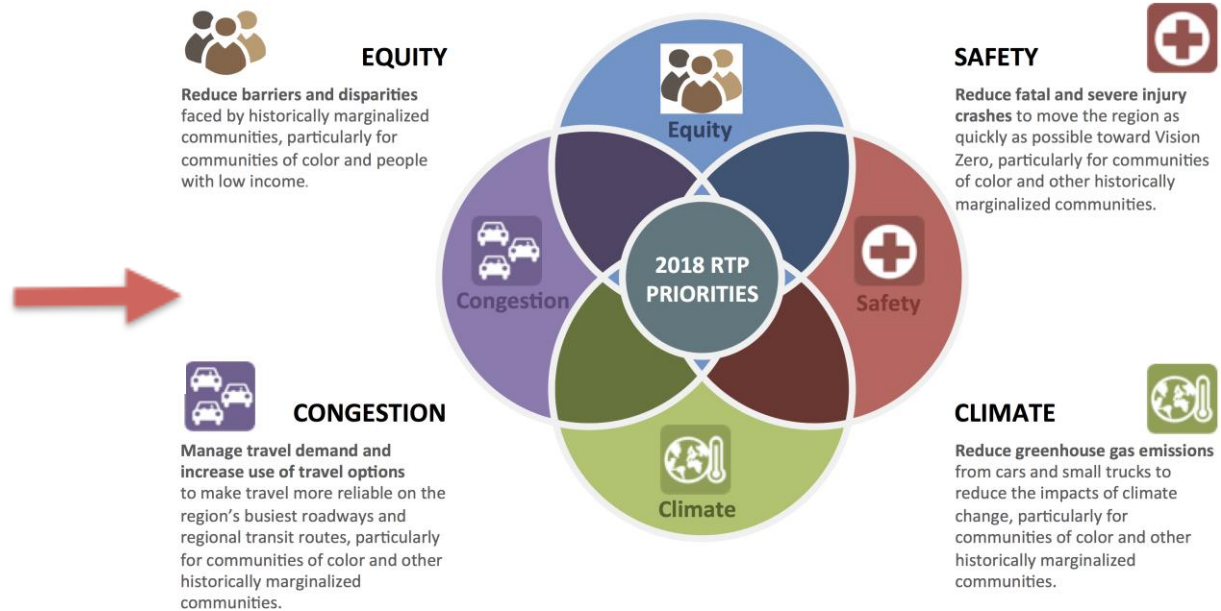 EQUITY
Reduce barriers and disparities
faced by historically marginalized
communities, particularly for
communities of color and people
with low income.
Equity
Congestion
2018 RTP
PRIORITIES
Safety
Climate
SAFETY
Reduce fatal and severe injury
crashes to move the region as
quickly as possible toward Vision
Zero, particularly for communities
of color and other historically
marginalized communities.
CONGESTION
Manage travel demand and
increase use of travel options
to make travel more reliable on the
region's busiest roadways and
regional transit routes, particularly
for communities of color and other
historically marginalized
communities.
CLIMATE
Reduce greenhouse gas emissions
from cars and small trucks to
reduce the impacts of climate
change, particularly for
communities of color and other
historically marginalized
communities.